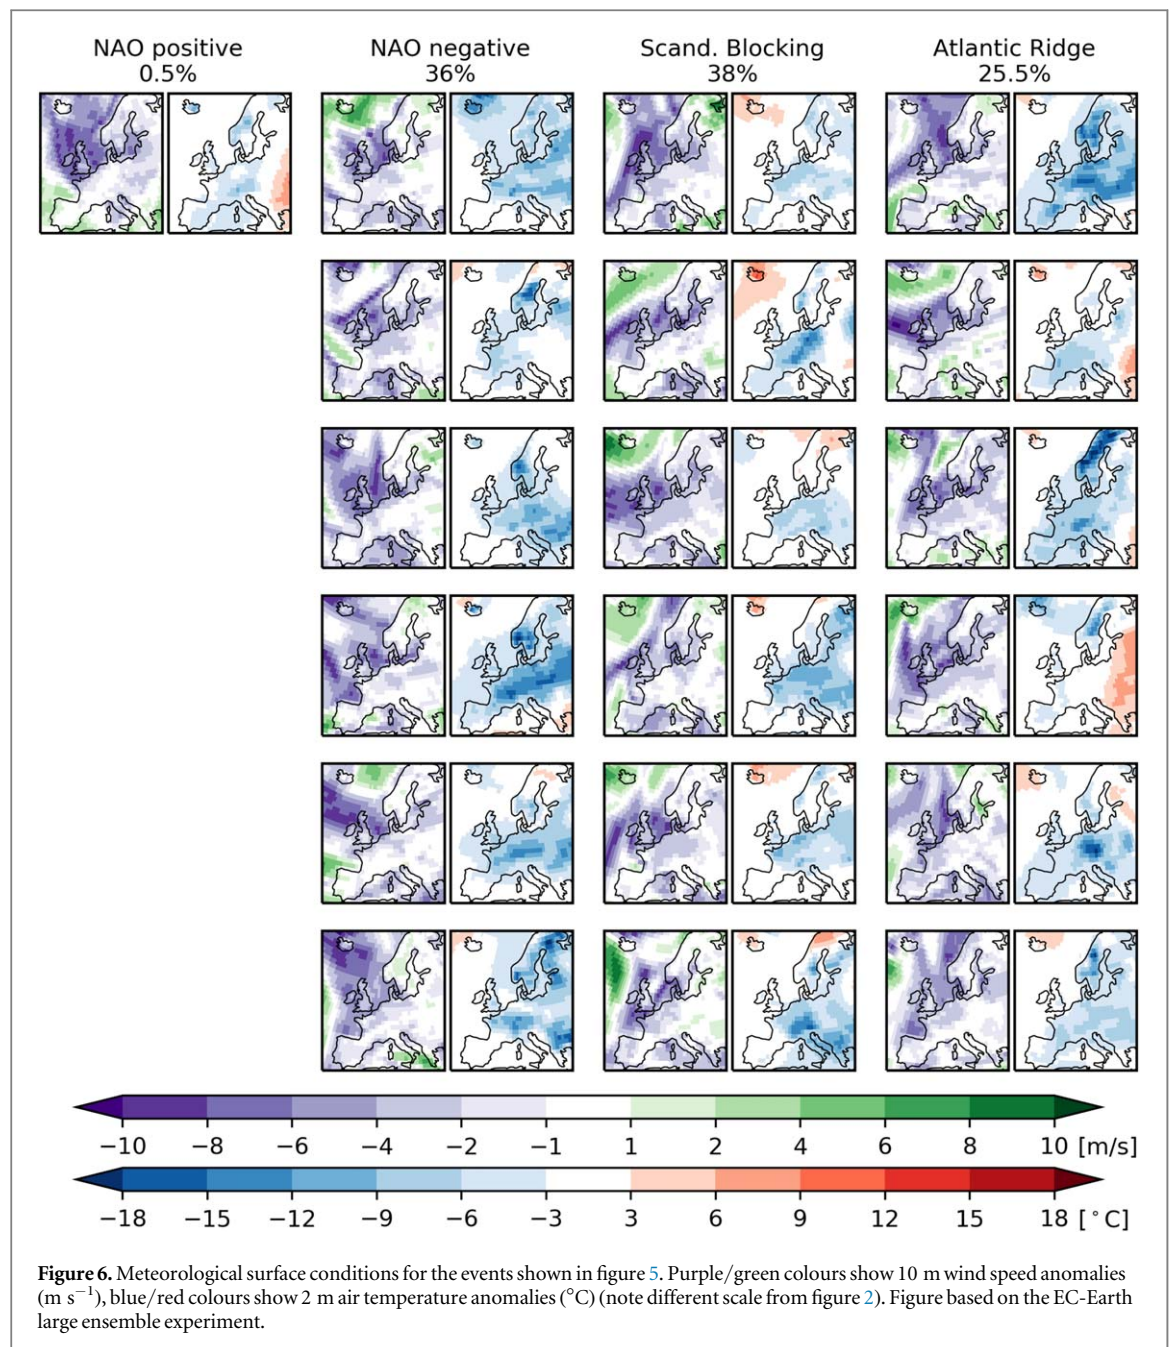 NAO positive
0.5%
NAO negative
36%
Scand. Blocking
38%
Atlantic Ridge
25.5%
−10 −8 −6 −4 −2 −1 1 2 4 6 8 10 [m/s]
−18 −15 −12 −9 −6 −3 3 6 9 12 15 18 [°C]
Figure 6. Meteorological surface conditions for the events shown in figure 5. Purple/green colours show 10 m wind speed anomalies
(m s−1), blue/red colours show 2 m air temperature anomalies (°C) (note different scale from figure 2). Figure based on the EC-Earth
large ensemble experiment.